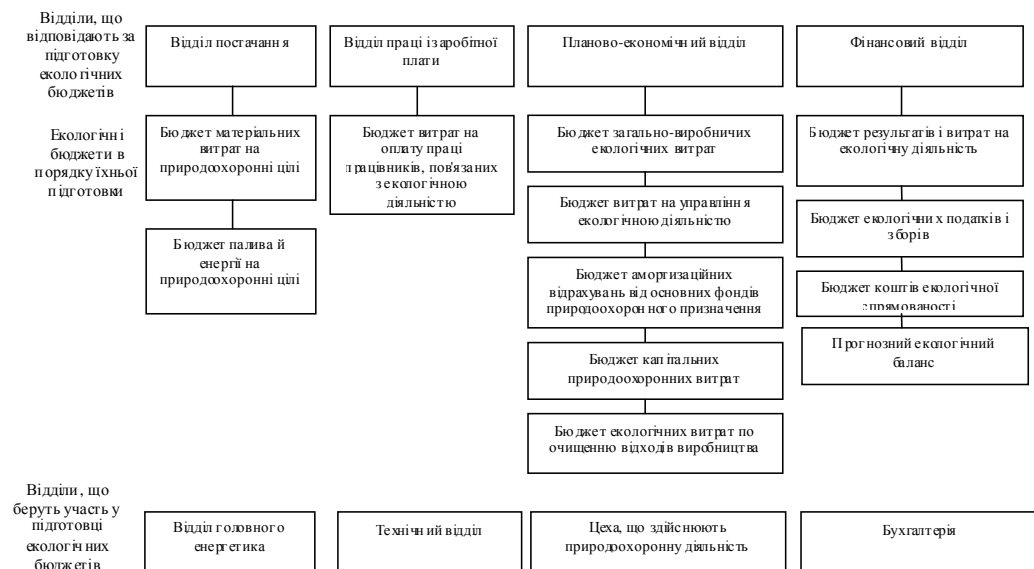 Відділи, що
відповідають за
підготовку
екологічних
бюджетів
Відділ постачання
Відділ праці і заробітної
плати
Планово-економічний відділ
Фінансовий відділ
Екологічні
бюджети в
порядку їхньої
підготовки
Бюджет матеріальних
витрат на
природоохоронні цілі
Бюджет палива й
енергії на
природоохоронні цілі
Бюджет витрат на
оплату праці
працівників, пов'язаних
з екологічною
діяльністю
Бюджет загально-виробничих
екологічних витрат
Бюджет витрат на управління
екологічною діяльністю
Бюджет амортизаційних
відрахувань від основних фондів
природоохоронного призначення
Бюджет капітальних
природоохоронних витрат
Бюджет екологічних витрат по
очищенню відходів виробництва
Бюджет результатів і витрат на
екологічну діяльність
Бюджет екологічних податків і
зборів
Бюджет коштів екологічної
спрямованості
Прогнозний екологічний
баланс
Відділи, що
беруть участь у
підготовці
екологічних
бюджетів
Відділ головного
енергетика
Технічний відділ
Цеха, що здійснюють
природоохоронну діяльність
Бухгалтерія